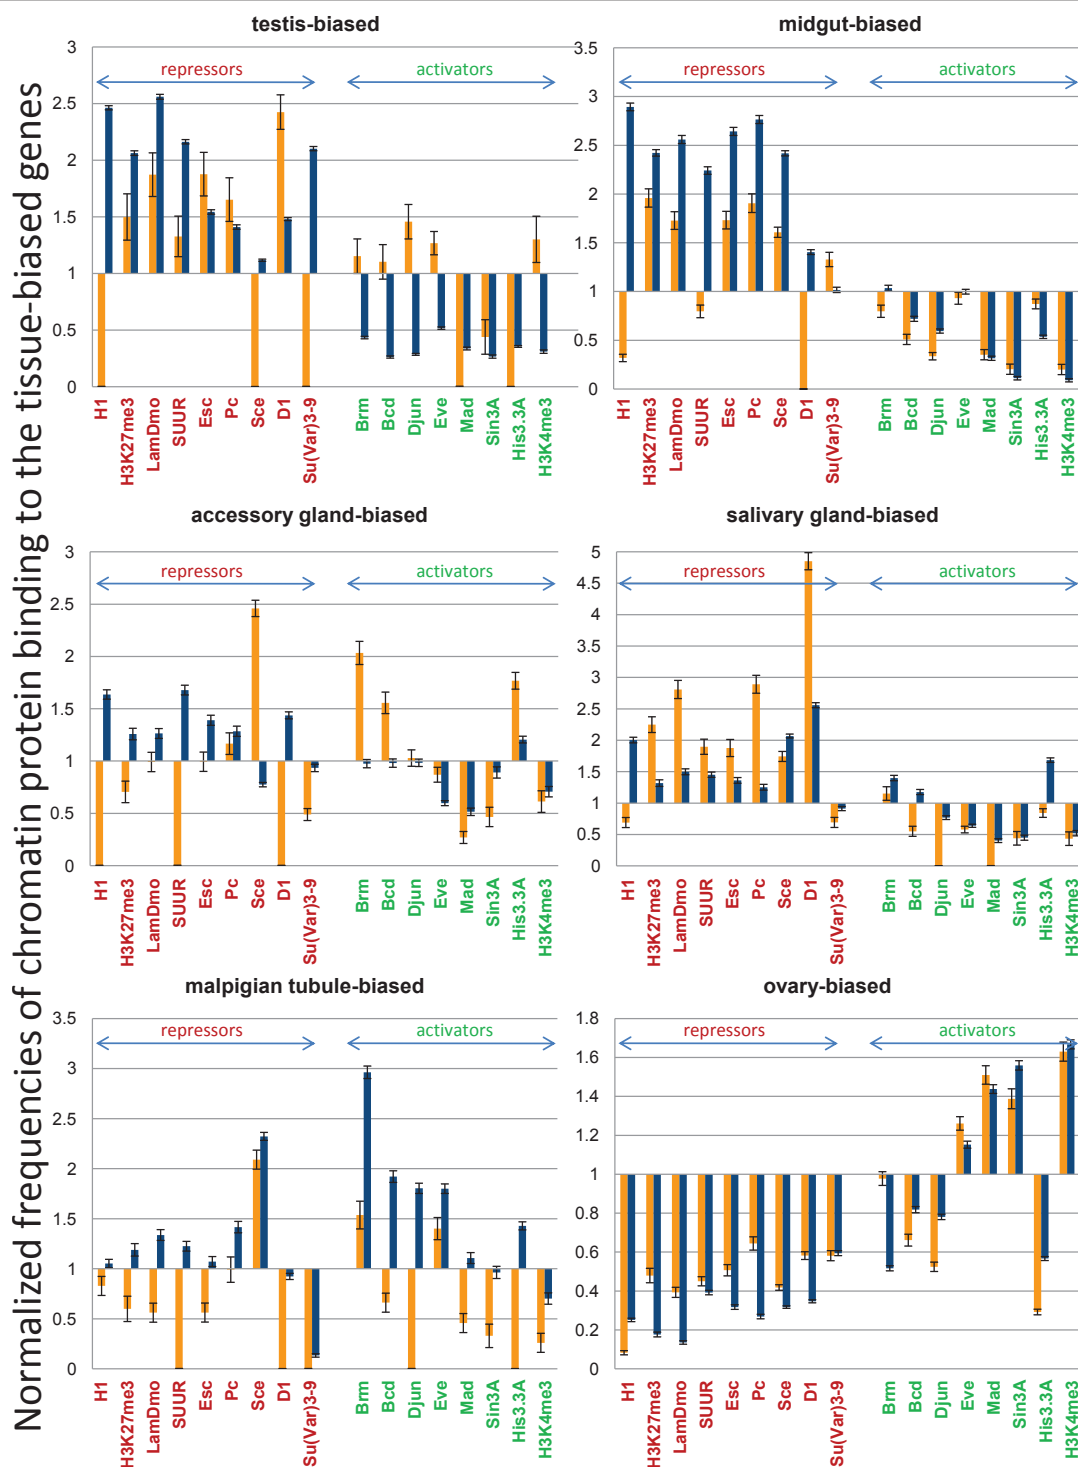 Normalized frequencies of chromatin protein binding to the tissue-biased genes
testis-biased
repressors
activators
3
2.5
2
1.5
1
0.5
0
H1
H3K27me3
LamDmo
SUUR
Esc
Pc
Sce
D1
Su(Var)3-9
Brm
Bcd
Djun
Eve
Mad
Sin3A
His3.3A
H3K4me3
midgut-biased
repressors
activators
3.5
3
2.5
2
1.5
1
0.5
0
H1
H3K27me3
LamDmo
SUUR
Esc
Pc
Sce
D1
Su(Var)3-9
Brm
Bcd
Djun
Eve
Mad
Sin3A
His3.3A
H3K4me3
accessory gland-biased
repressors
activators
3
2.5
2
1.5
1
0.5
0
H1
H3K27me3
LamDmo
SUUR
Esc
Pc
Sce
D1
Su(Var)3-9
Brm
Bcd
Djun
Eve
Mad
Sin3A
His3.3A
H3K4me3
salivary gland-biased
repressors
activators
5
4.5
4
3.5
3
2.5
2
1.5
1
0.5
0
H1
H3K27me3
LamDmo
SUUR
Esc
Pc
Sce
D1
Su(Var)3-9
Brm
Bcd
Djun
Eve
Mad
Sin3A
His3.3A
H3K4me3
malpigian tubule-biased
repressors
activators
3.5
3
2.5
2
1.5
1
0.5
0
H1
H3K27me3
LamDmo
SUUR
Esc
Pc
Sce
D1
Su(Var)3-9
Brm
Bcd
Djun
Eve
Mad
Sin3A
His3.3A
H3K4me3
ovary-biased
repressors
activators
1.8
1.6
1.4
1.2
1
0.8
0.6
0.4
0.2
0
H1
H3K27me3
LamDmo
SUUR
Esc
Pc
Sce
D1
Su(Var)3-9
Brm
Bcd
Djun
Eve
Mad
Sin3A
His3.3A
H3K4me3